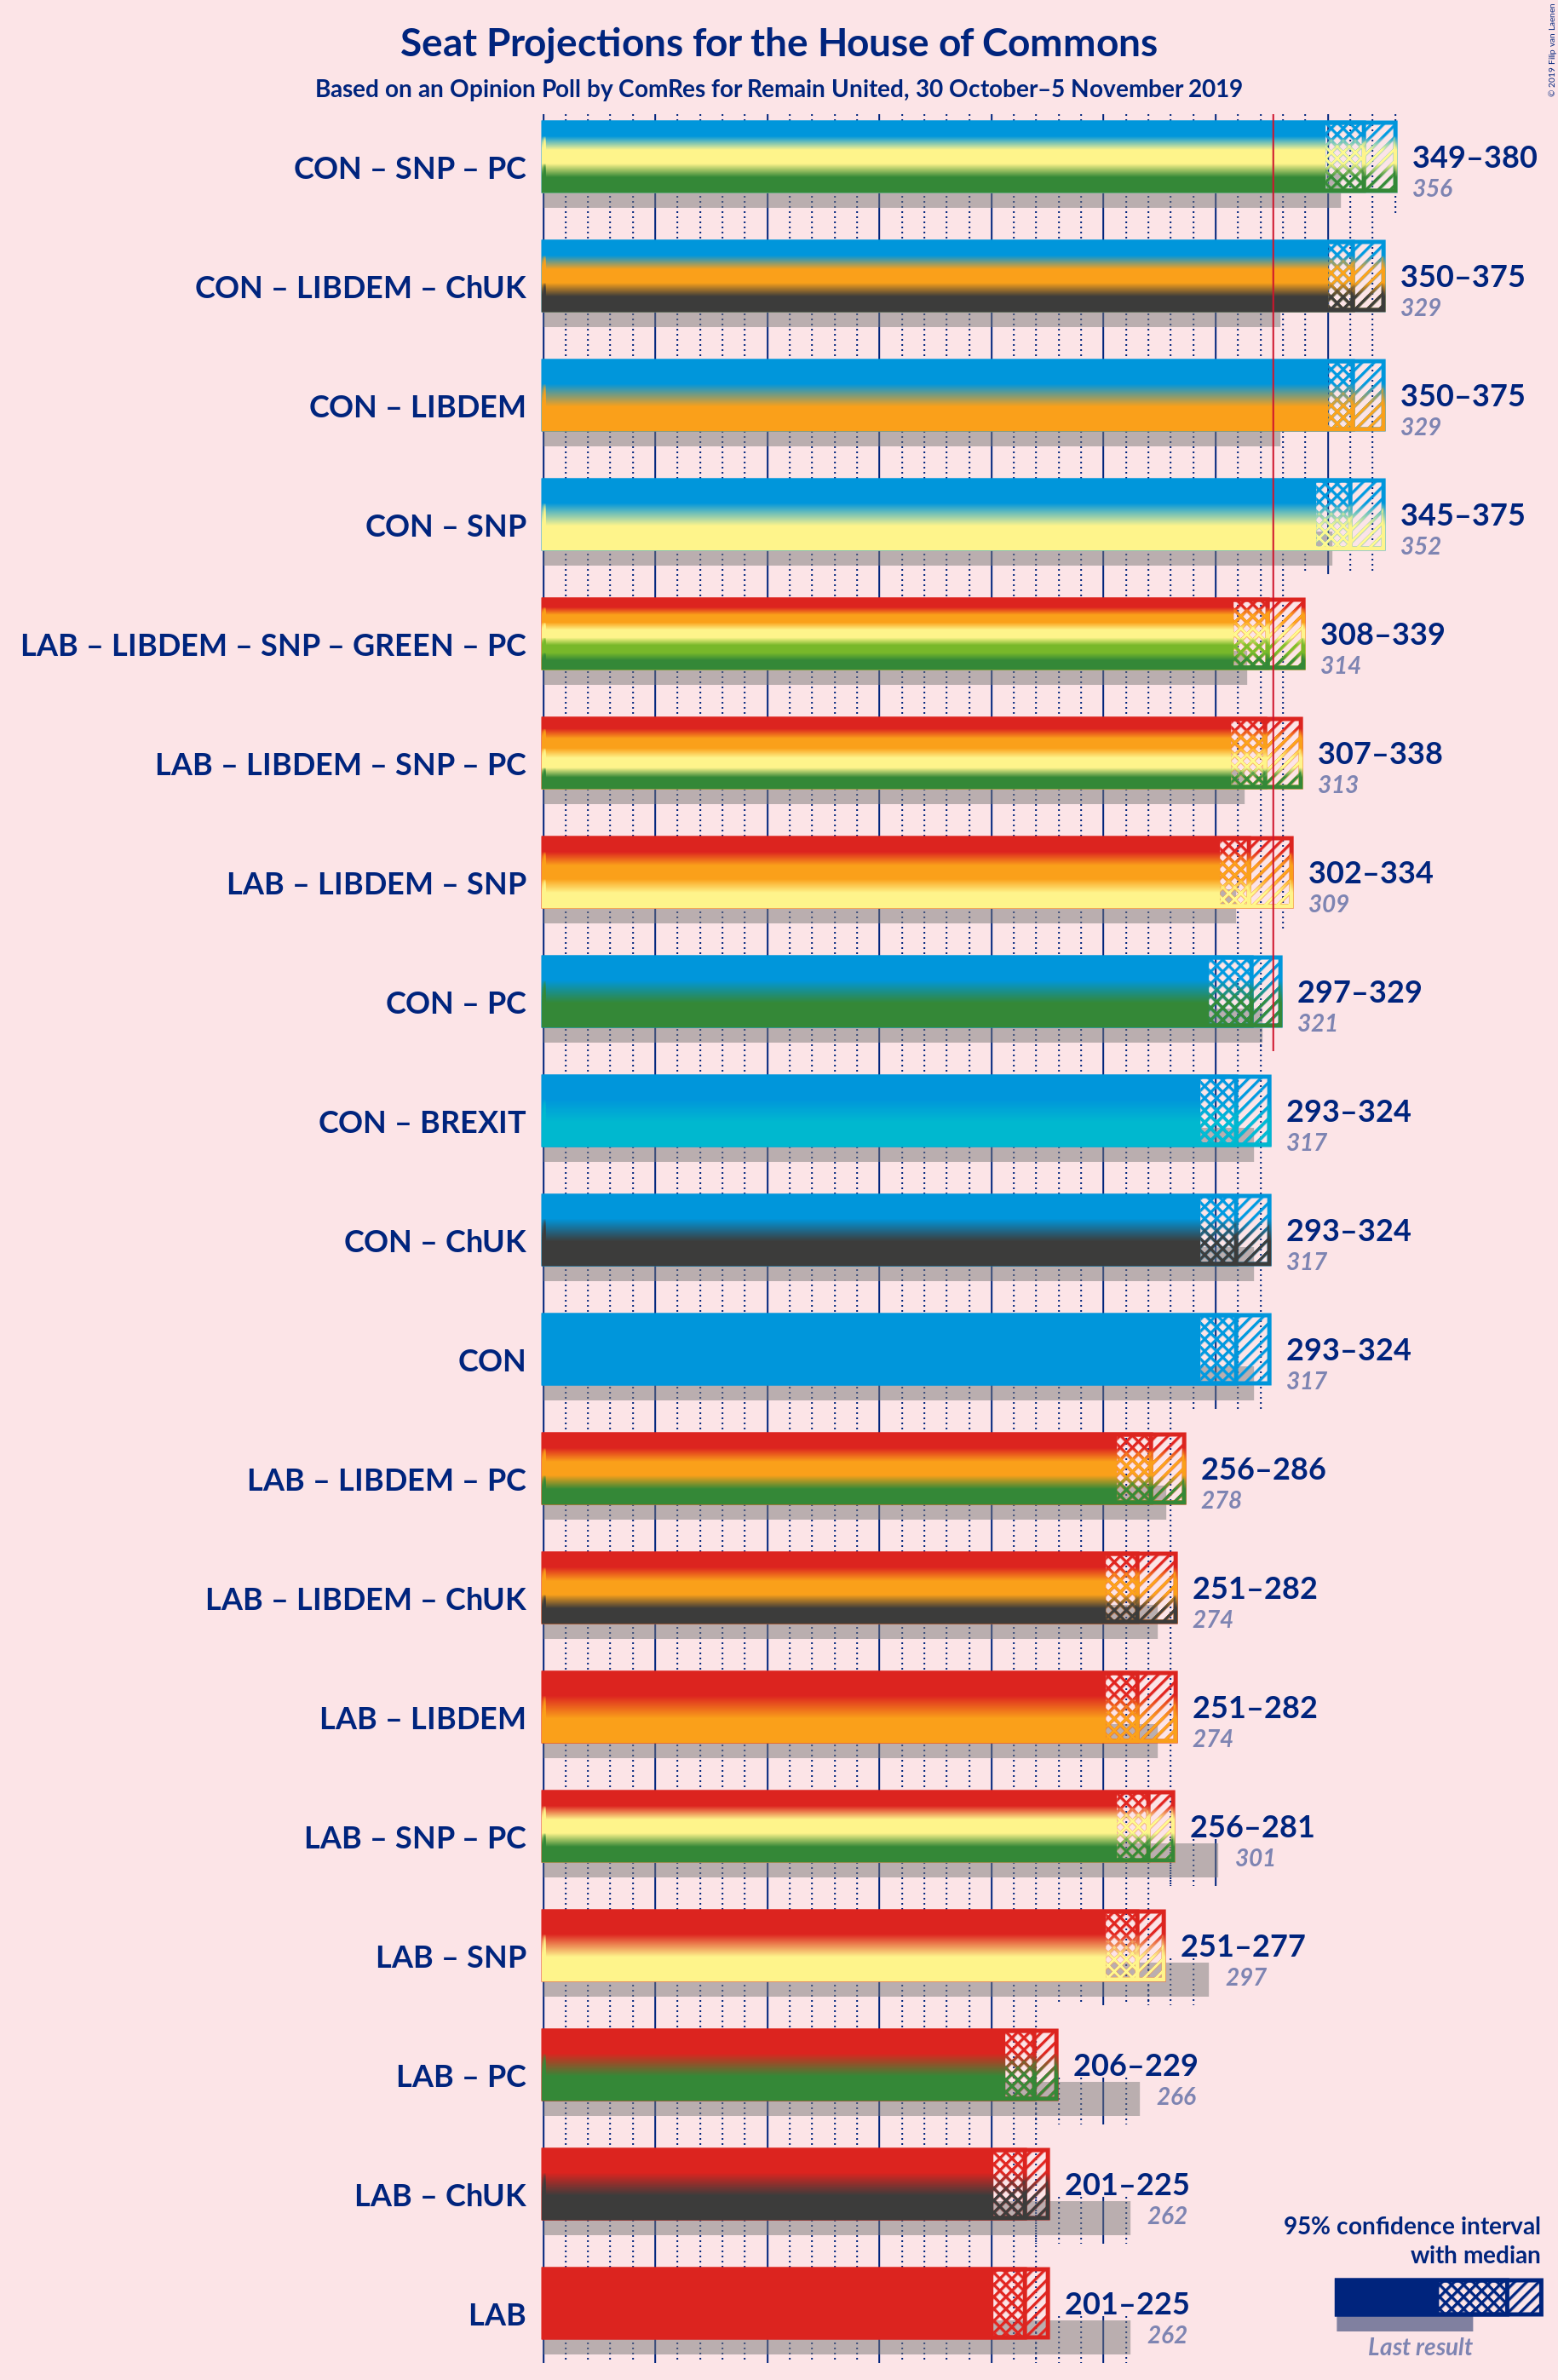 Seat Projections for the House of Commons
Based on an Opinion Poll by ComRes for Remain United, 30 October–5 November 2019
© 2019 Filip van Laenen
CON – SNP – PC
349–380
356
CON – LIBDEM – ChUK
350–375
329
CON – LIBDEM
350–375
329
CON – SNP
345–375
352
LAB – LIBDEM – SNP – GREEN – PC
308–339
314
LAB – LIBDEM – SNP – PC
307–338
313
LAB – LIBDEM – SNP
302–334
309
CON – PC
297–329
321
CON – BREXIT
293–324
317
CON – ChUK
293–324
317
CON
293–324
317
LAB – LIBDEM – PC
256–286
278
LAB – LIBDEM – ChUK
251–282
274
LAB – LIBDEM
251–282
274
LAB – SNP – PC
256–281
301
LAB – SNP
251–277
297
LAB – PC
206–229
266
LAB – ChUK
201–225
262
LAB
201–225
262
95% confidence interval
with median
Last result